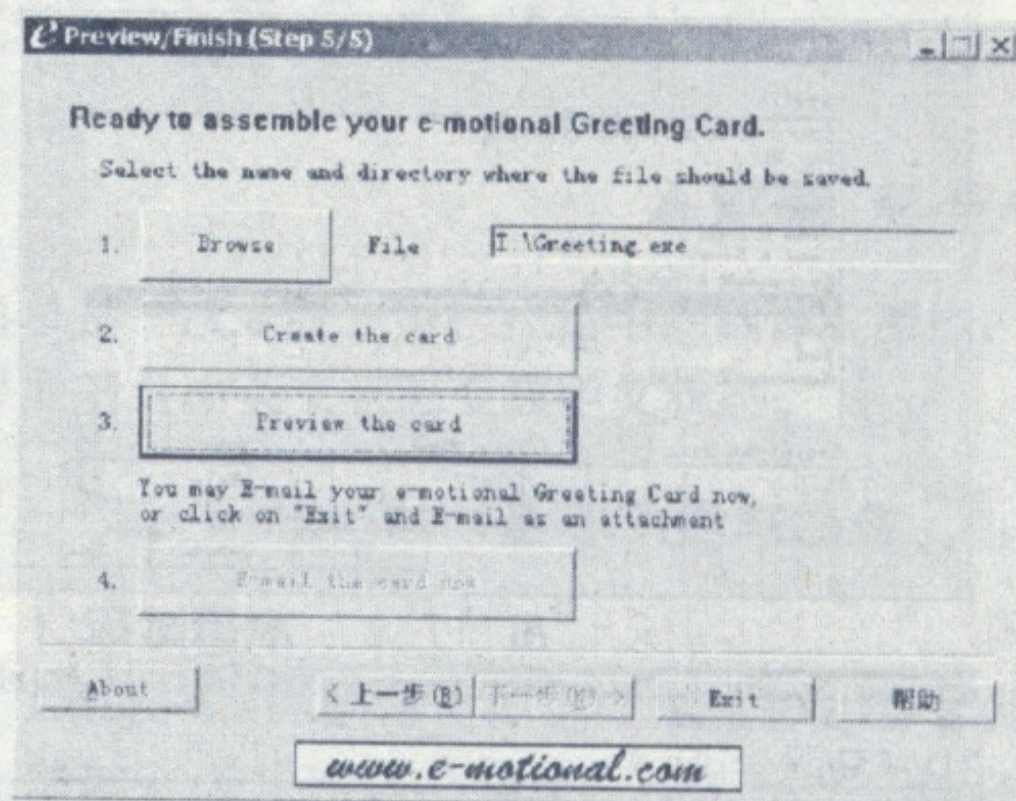 Preview/Finish (Step 5/5)
Ready to assemble your e-motional Greeting Card.
Select the name and directory where the file should be saved.
1. Browse File I:\Greeting.exe
2. Create the card
3. Preview the card
You may E-mail your e-motional Greeting Card now,
or click on "Exit" and E-mail as an attachment
4. E-mail the card now
About < 上一步(B) 下一步(N) > Exit 帮助
www.e-motional.com